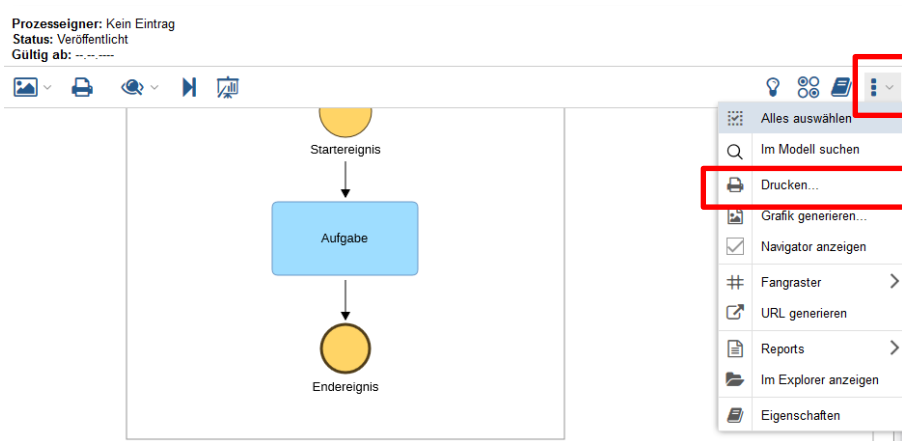 Prozesseigner: Kein Eintrag
Status: Veröffentlicht
Gültig ab: --.--.----
Startereignis
Aufgabe
Endereignis
Alles auswählen
Im Modell suchen
Drucken...
Grafik generieren...
Navigator anzeigen
Fangraster
URL generieren
Reports
Im Explorer anzeigen
Eigenschaften